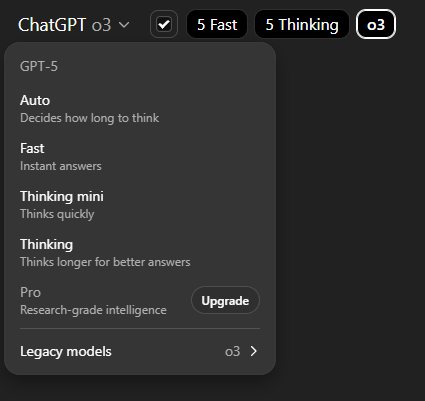 ChatGPT o3
5 Fast
5 Thinking
o3
GPT-5
Auto
Decides how long to think
Fast
Instant answers
Thinking mini
Thinks quickly
Thinking
Thinks longer for better answers
Pro
Research-grade intelligence
Upgrade
Legacy models
o3